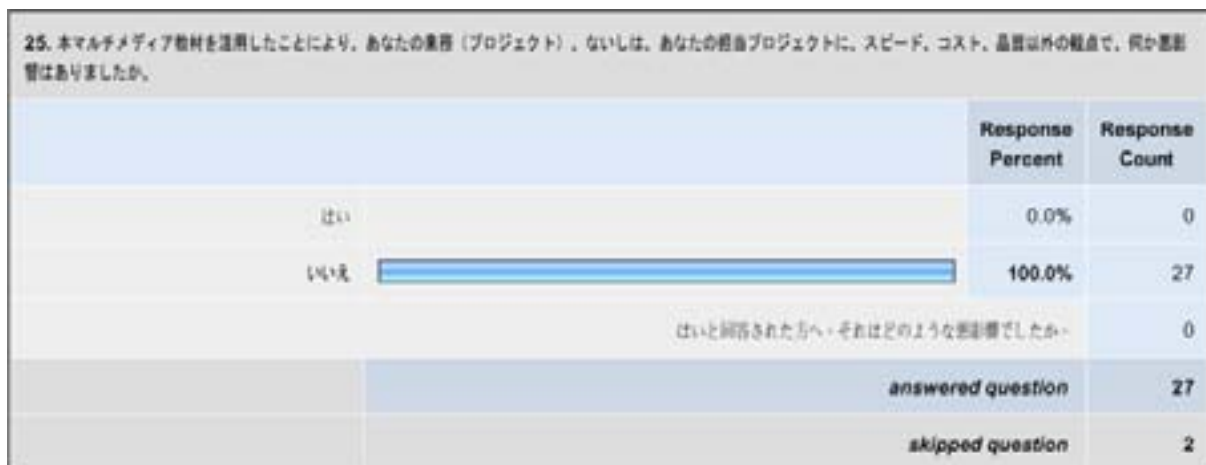 25. 本マルチメディア教材を活用したことにより、あなたの業務（プロジェクト）、ないしは、あなたの担当プロジェクトに、スピード、コスト、品質以外の観点で、何か悪影
響はありましたか。
Response Percent
Response Count
はい 0.0% 0
いいえ 100.0% 27
はいと回答された方へ・それはどのような悪影響でしたか・ 0
answered question 27
skipped question 2